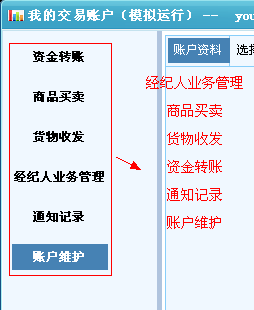 我的交易账户（模拟运行） -- you
资金转账
商品买卖
货物收发
经纪人业务管理
通知记录
账户维护
账户资料 选择
经纪人业务管理
商品买卖
货物收发
资金转账
通知记录
账户维护